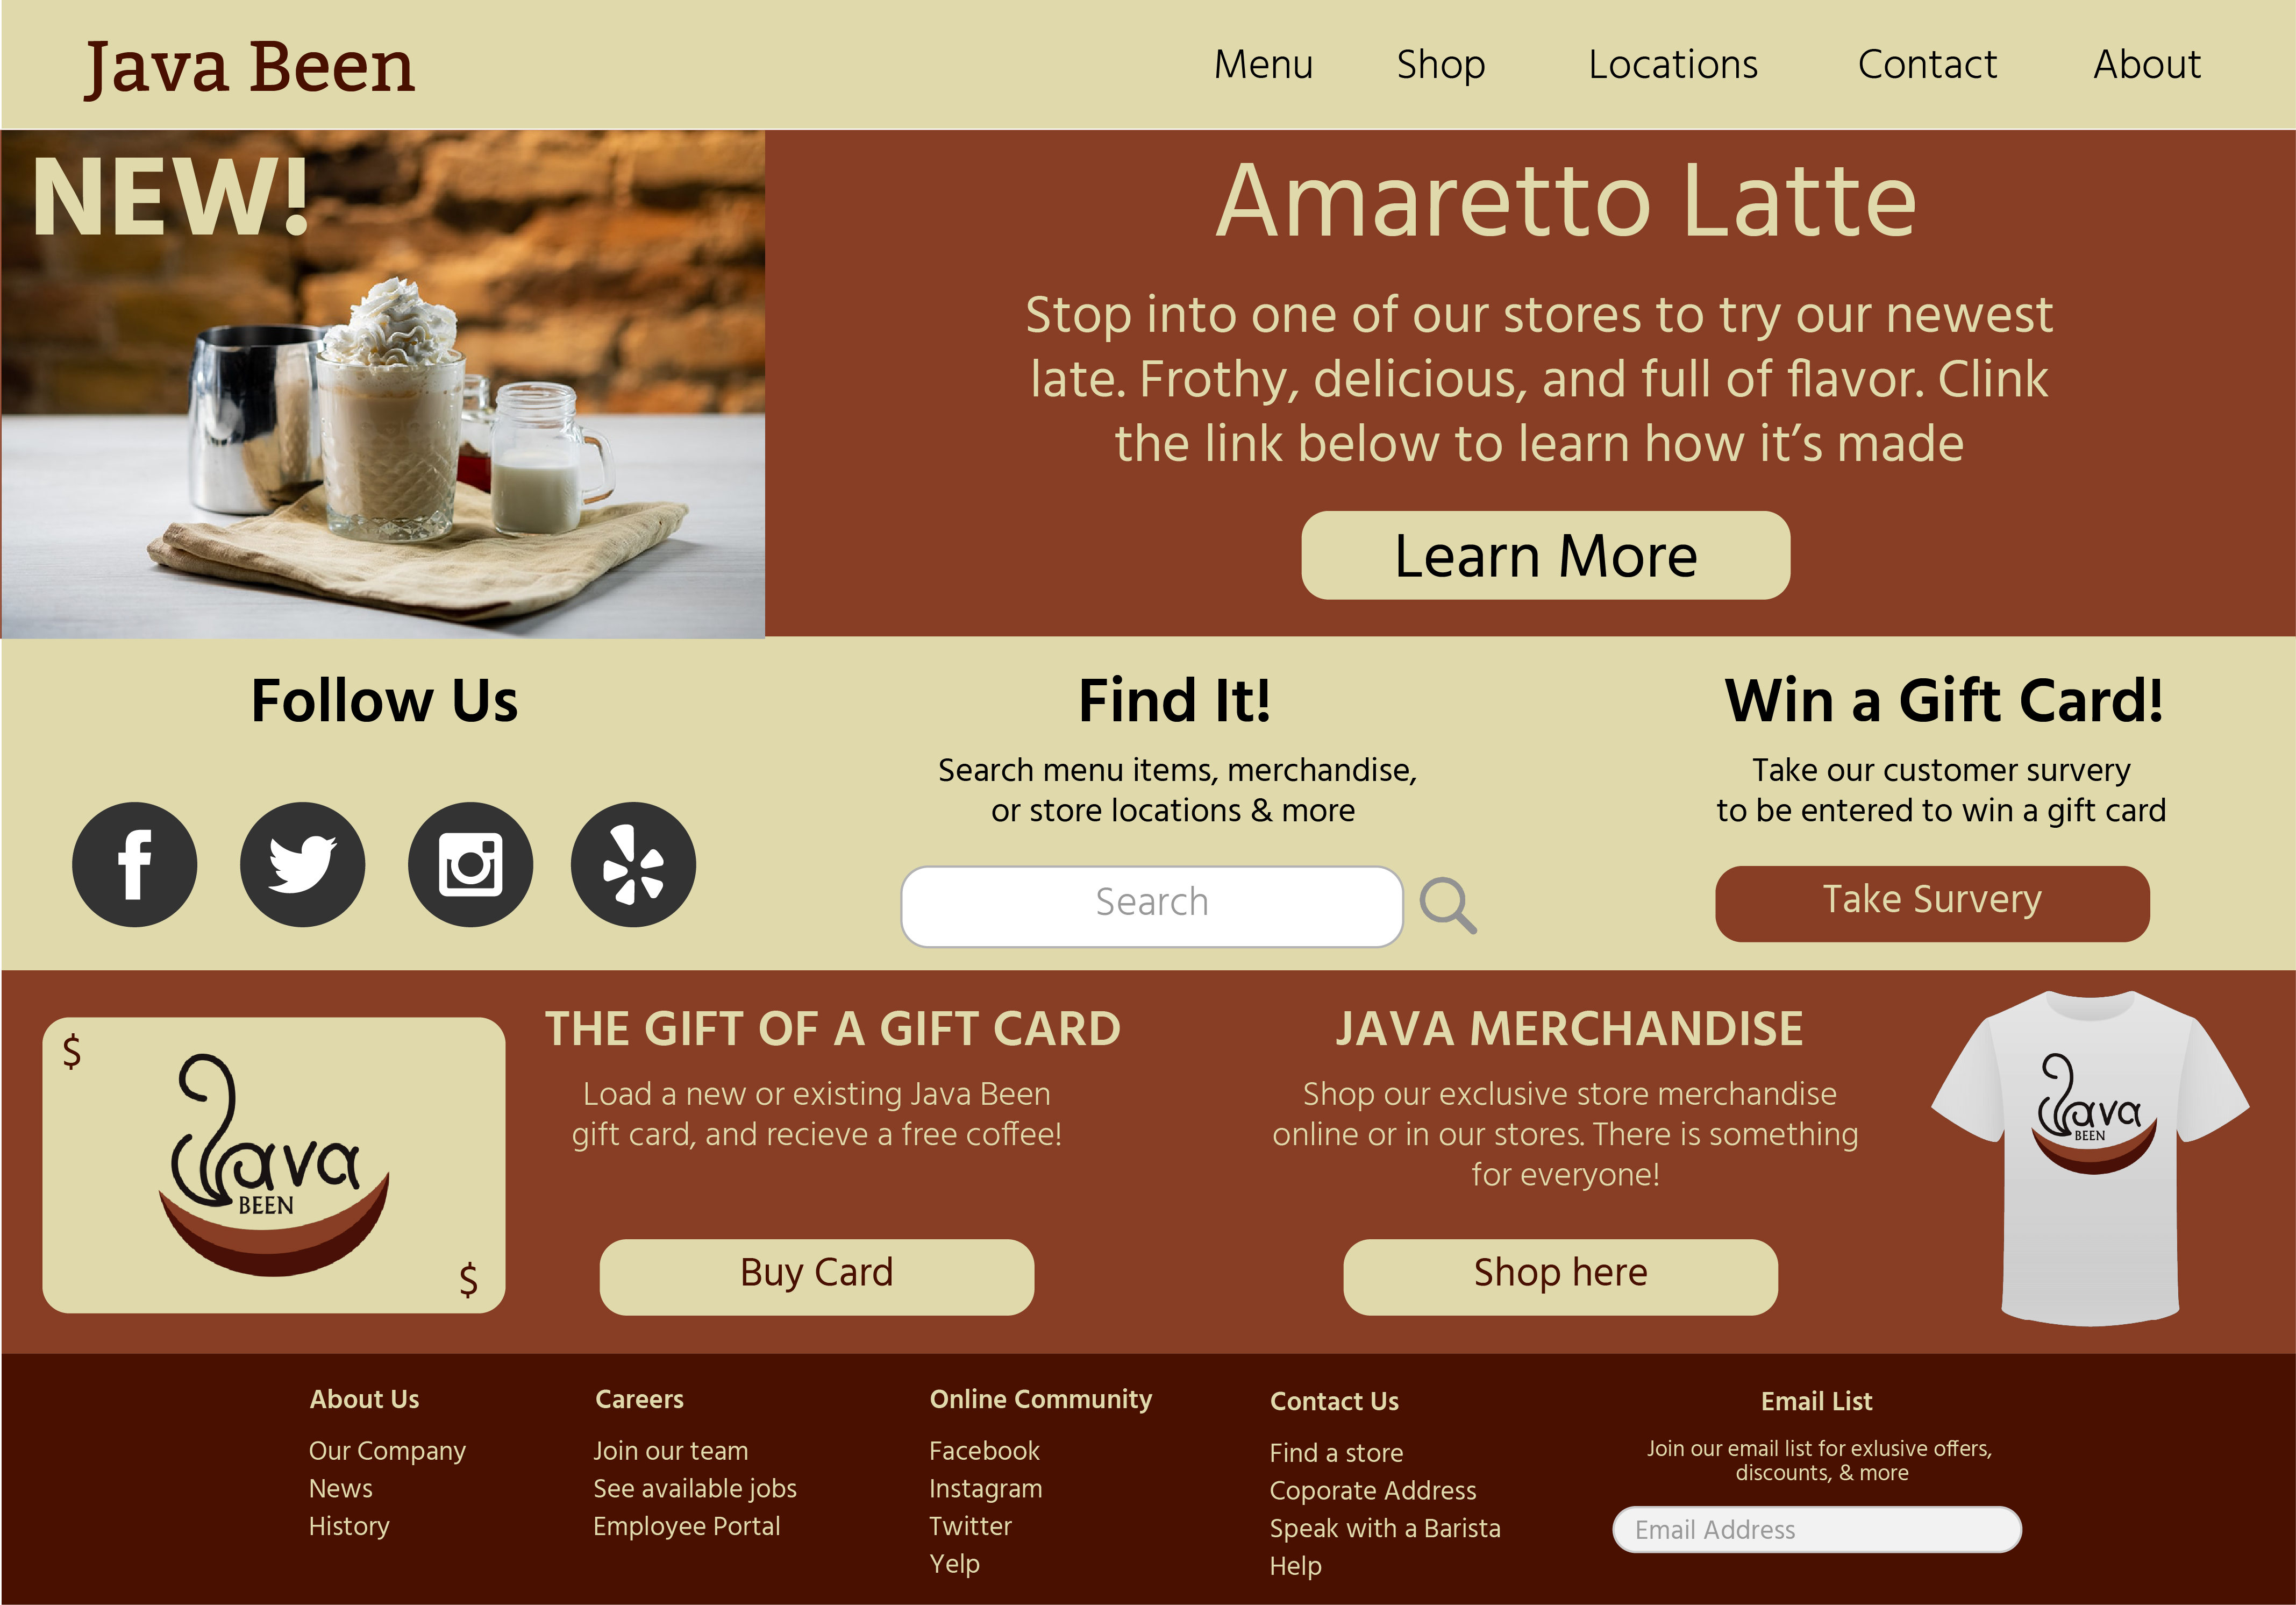 Java Been
Menu Shop Locations Contact About
NEW!
Amaretto Latte
Stop into one of our stores to try our newest
late. Frothy, delicious, and full of flavor. Clink
the link below to learn how it’s made
Learn More
Follow Us
Find It!
Search menu items, merchandise,
or store locations & more
Search
Win a Gift Card!
Take our customer survery
to be entered to win a gift card
Take Survery
$
Java
BEEN
$
THE GIFT OF A GIFT CARD
Load a new or existing Java Been
gift card, and recieve a free coffee!
Buy Card
JAVA MERCHANDISE
Shop our exclusive store merchandise
online or in our stores. There is something
for everyone!
Shop here
Java
BEEN
About Us
Our Company
News
History
Careers
Join our team
See available jobs
Employee Portal
Online Community
Facebook
Instagram
Twitter
Yelp
Contact Us
Find a store
Coporate Address
Speak with a Barista
Help
Email List
Join our email list for exlusive offers,
discounts, & more
Email Address